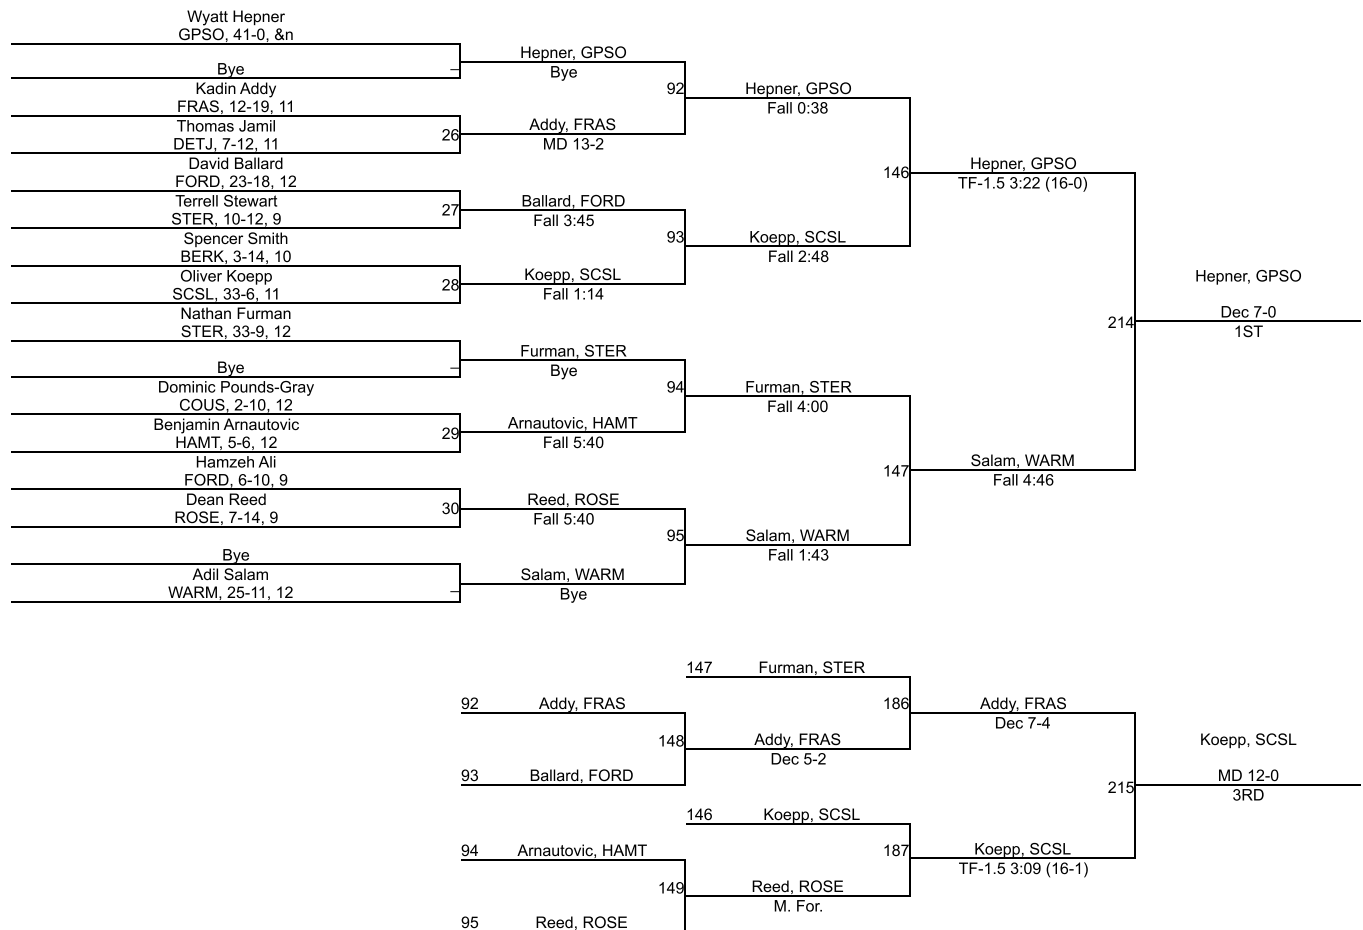 Wyatt Hepner
GPSO, 41-0, &n
Bye
Kadin Addy
FRAS, 12-19, 11
Thomas Jamil
DETJ, 7-12, 11
David Ballard
FORD, 23-18, 12
Terrell Stewart
STER, 10-12, 9
Spencer Smith
BERK, 3-14, 10
Oliver Koepp
SCSL, 33-6, 11
Nathan Furman
STER, 33-9, 12
Bye
Dominic Pounds-Gray
COUS, 2-10, 12
Benjamin Arnautovic
HAMT, 5-6, 12
Hamzeh Ali
FORD, 6-10, 9
Dean Reed
ROSE, 7-14, 9
Bye
Adil Salam
WARM, 25-11, 12
–
26
27
28
–
29
30
–
Hepner, GPSO
Bye
Addy, FRAS
MD 13-2
Ballard, FORD
Fall 3:45
Koepp, SCSL
Fall 1:14
Furman, STER
Bye
Arnautovic, HAMT
Fall 5:40
Reed, ROSE
Fall 5:40
Salam, WARM
Bye
92
93
94
95
Hepner, GPSO
Fall 0:38
Koepp, SCSL
Fall 2:48
Furman, STER
Fall 4:00
Salam, WARM
Fall 1:43
146
147
Hepner, GPSO
TF-1.5 3:22 (16-0)
Salam, WARM
Fall 4:46
214
Hepner, GPSO
Dec 7-0
1ST
92 Addy, FRAS
93 Ballard, FORD
94 Arnautovic, HAMT
95 Reed, ROSE
148
149
147 Furman, STER
Addy, FRAS
Dec 5-2
146 Koepp, SCSL
Reed, ROSE
M. For.
186
187
Addy, FRAS
Dec 7-4
Koepp, SCSL
TF-1.5 3:09 (16-1)
215
Koepp, SCSL
MD 12-0
3RD